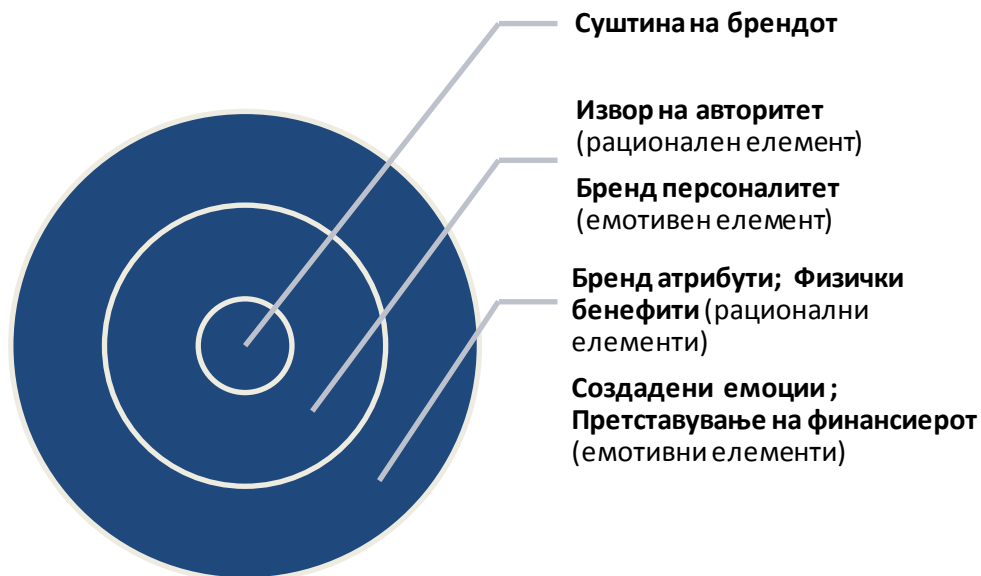 Суштина на брендот
Извор на авторитет
(рационален елемент)
Бренд персоналитет
(емотивен елемент)
Бренд атрибути; Физички
бенефити (рационални
елементи)
Создадени емоции ;
Претставување на финансиерот
(емотивни елементи)